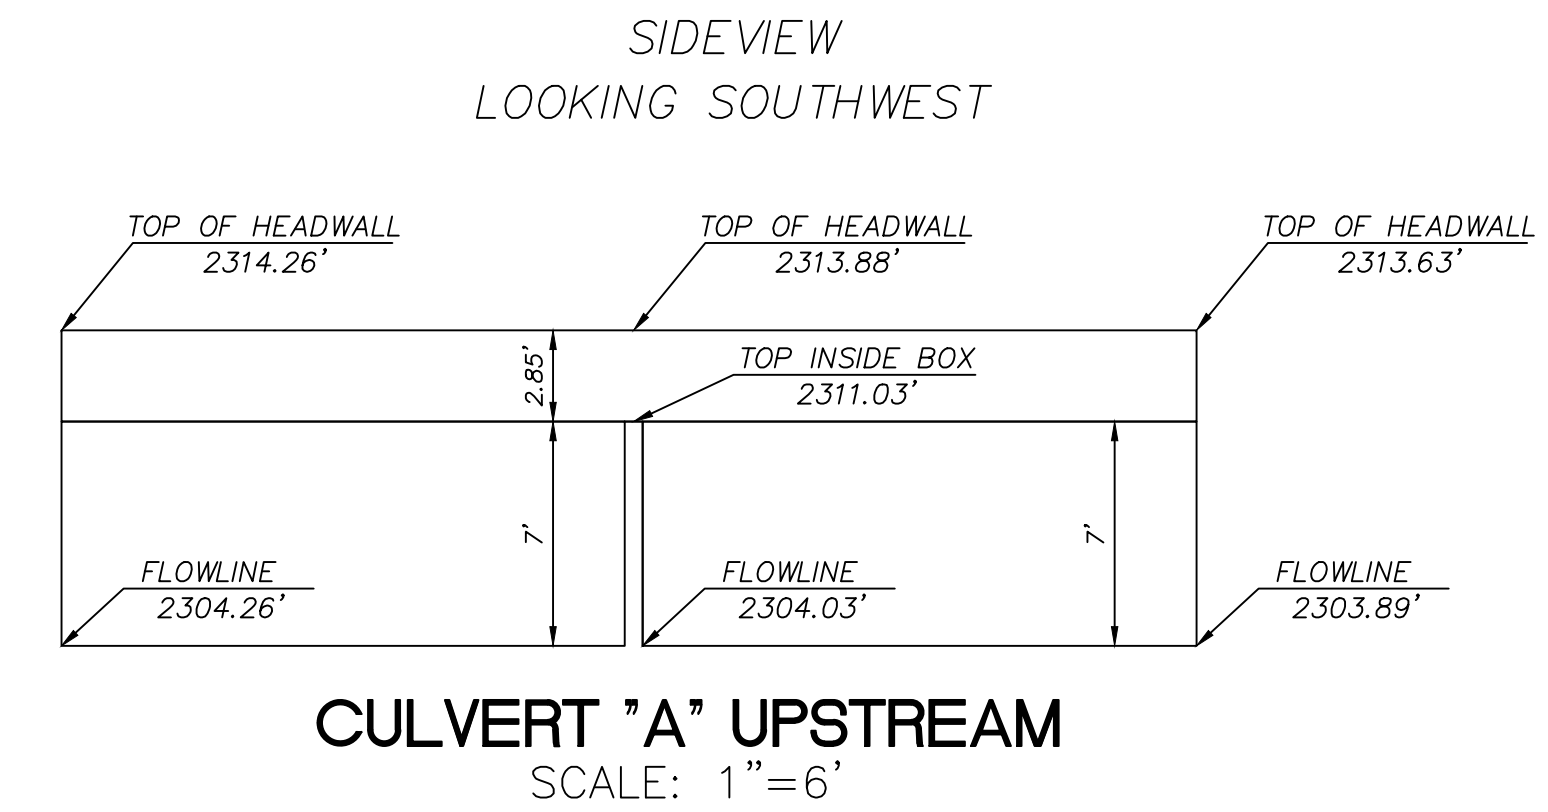 SIDEVIEW
LOOKING SOUTHWEST
TOP OF HEADWALL
2314.26'
TOP OF HEADWALL
2313.88'
TOP OF HEADWALL
2313.63'
2.85'
TOP INSIDE BOX
2311.03'
7'
7'
FLOWLINE
2304.26'
FLOWLINE
2304.03'
FLOWLINE
2303.89'
CULVERT "A" UPSTREAM
SCALE: 1"=6'